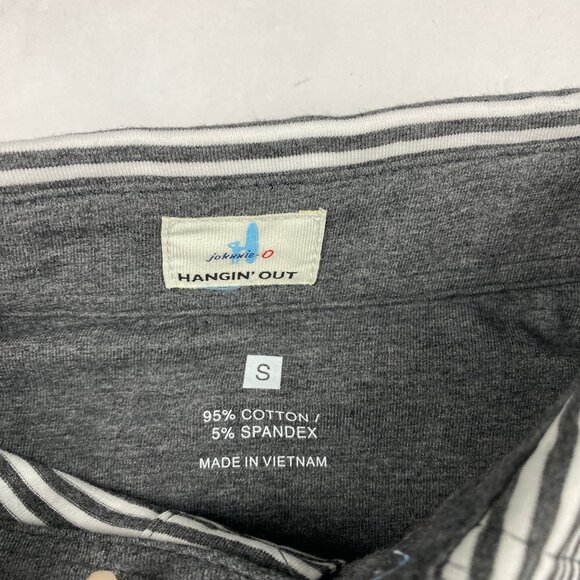 johnnie-O
HANGIN' OUT
S
95% COTTON /
5% SPANDEX
MADE IN VIETNAM